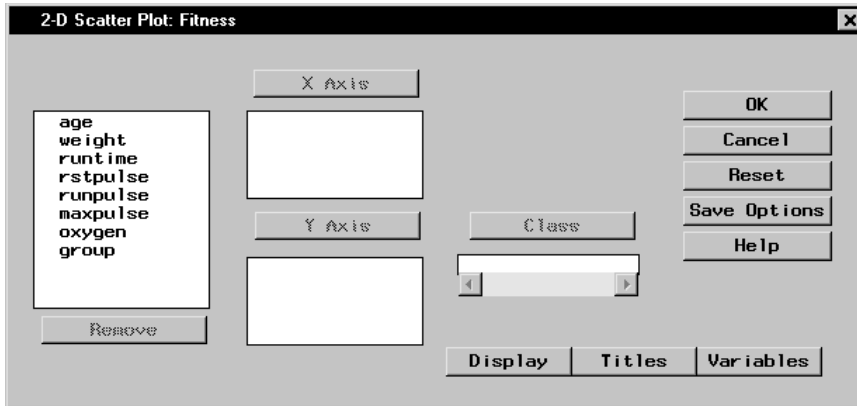 2-D Scatter Plot: Fitness
X Axis
age
weight
runtime
rstpulse
runpulse
maxpulse
oxygen
group
Remove
Y Axis
Class
OK
Cancel
Reset
Save Options
Help
Display
Titles
Variables